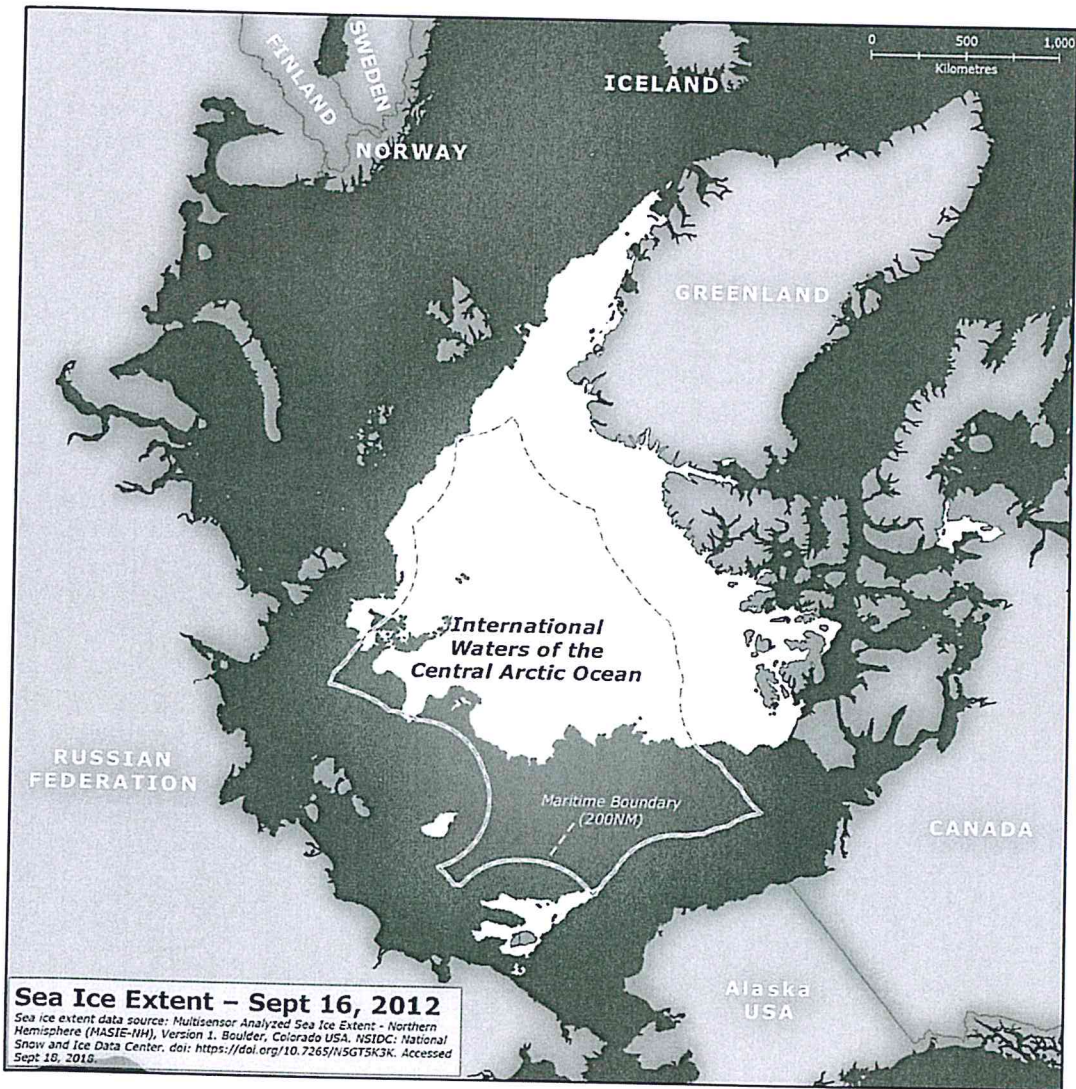 FINLAND
SWEDEN
ICELAND
0 500 1,000
Kilometres
NORWAY
GREENLAND
International
Waters of the
Central Arctic Ocean
RUSSIAN
FEDERATION
Maritime Boundary
(200NM)
CANADA
Alaska
USA
Sea Ice Extent – Sept 16, 2012
Sea ice extent data source: Multisensor Analyzed Sea Ice Extent - Northern
Hemisphere (MASIE-NH), Version 1. Boulder, Colorado USA. NSIDC: National
Snow and Ice Data Center. doi: https://doi.org/10.7265/N5GT5K3K. Accessed
Sept 18, 2018.